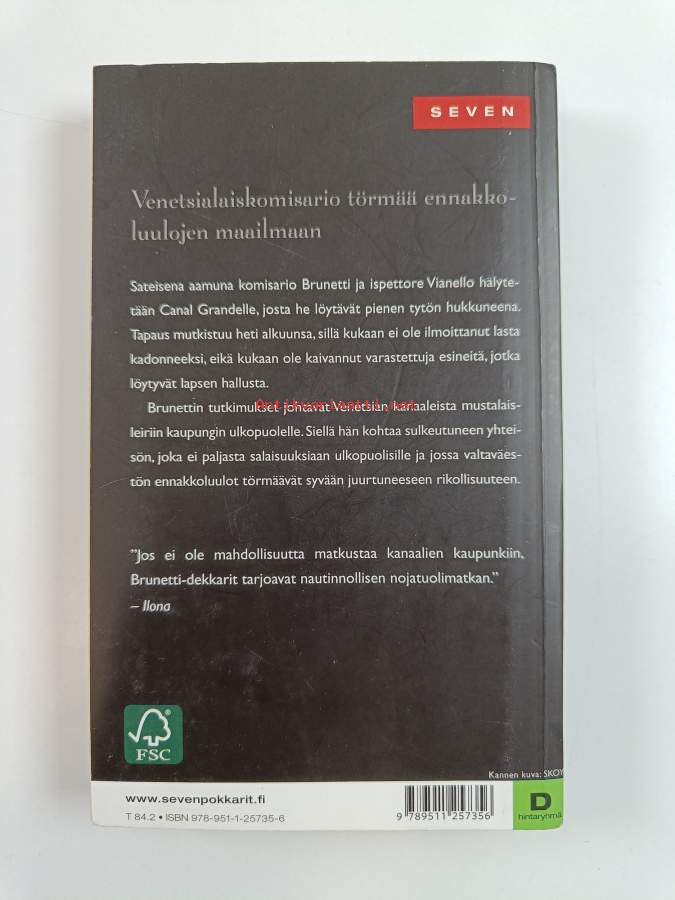 SEVEN
Venetsialaiskomisario törmää ennakko-
luulojen maailmaan
Sateisena aamuna komisario Brunetti ja ispettore Vianello hälyte-
tään Canal Grandelle, josta he löytävät pienen tytön hukkuneena.
Tapaus mutkistuu heti alkuunsa, sillä kukaan ei ole ilmoittanut lasta
kadonneeksi, eikä kukaan ole kaivannut varastettuja esineitä, jotka
löytyvät lapsen hallusta.
Antikvariaatti.net
Brunettin tutkimukset johtavat Venetsian kanaaleista mustalais-
leiriin kaupungin ulkopuolelle. Siellä hän kohtaa sulkeutuneen yhtei-
sön, joka ei paljasta salaisuuksiaan ulkopuolisille ja jossa valtaväes-
tön ennakkoluulot törmäävät syvään juurtuneeseen rikollisuuteen.
”Jos ei ole mahdollisuutta matkustaa kanaalien kaupunkiin,
Brunetti-dekkarit tarjoavat nautinnollisen nojatuolimatkan.”
– Ilona
FSC
Kannen kuva: SKOY
www.sevenpokkarit.fi
T 84.2 • ISBN 978-951-1-25735-6
9 789511 257356
D
hintaryhmä